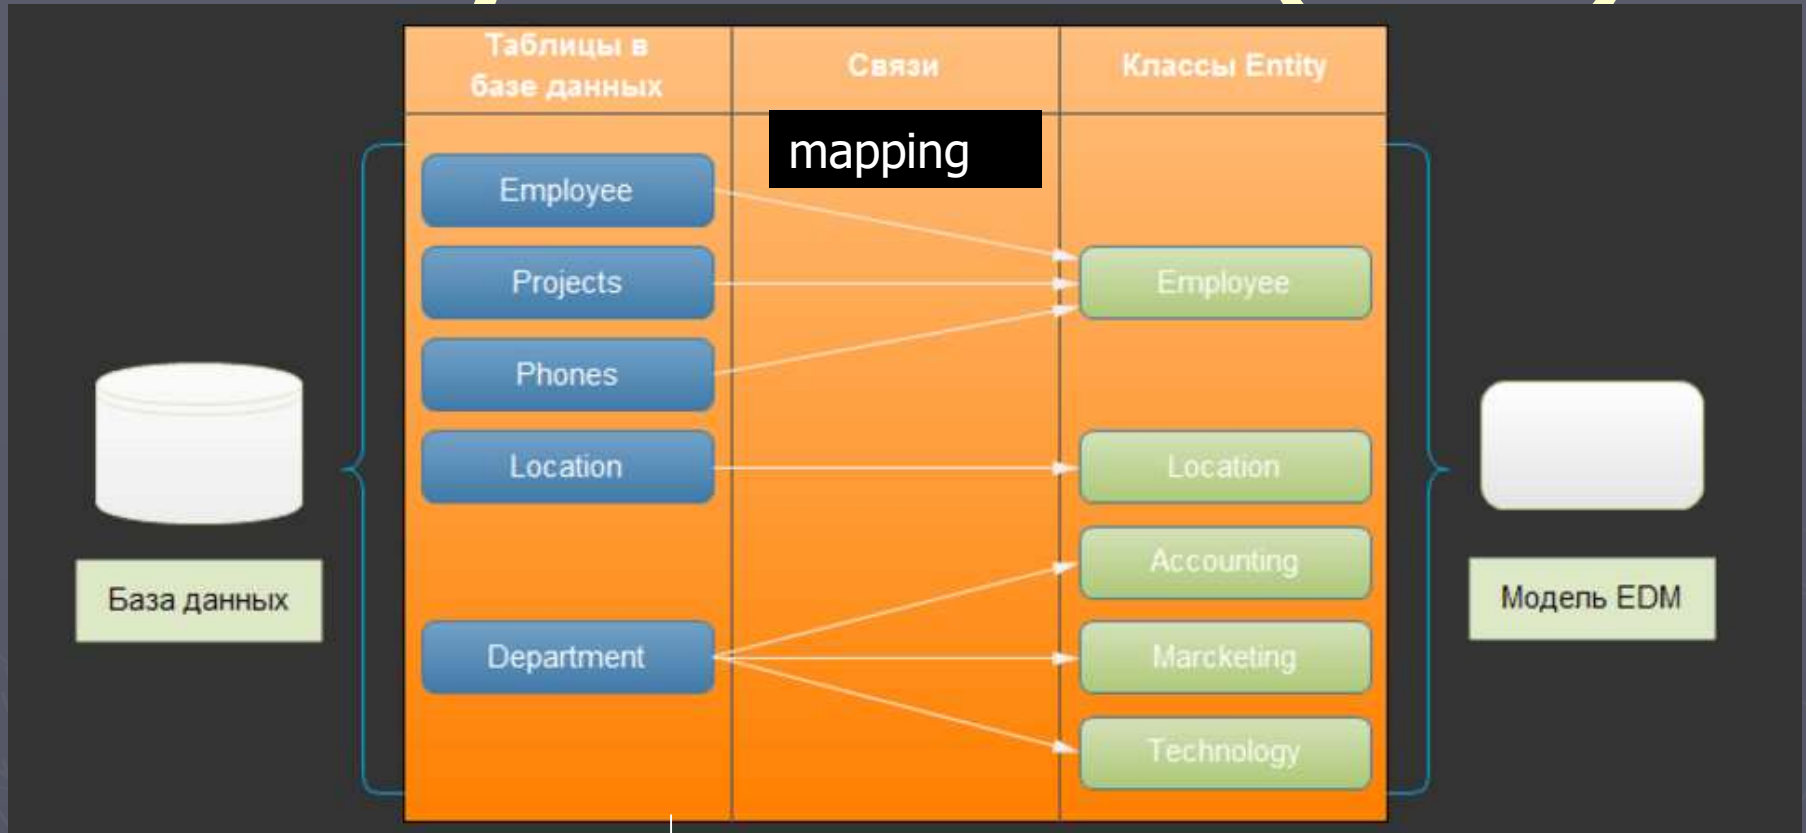 Таблицы в
базе данных
Связи
Классы Entity
mapping
Employee
Projects
Employee
Phones
Location
Location
Accounting
База данных
Модель EDM
Department
Marcketing
Technology